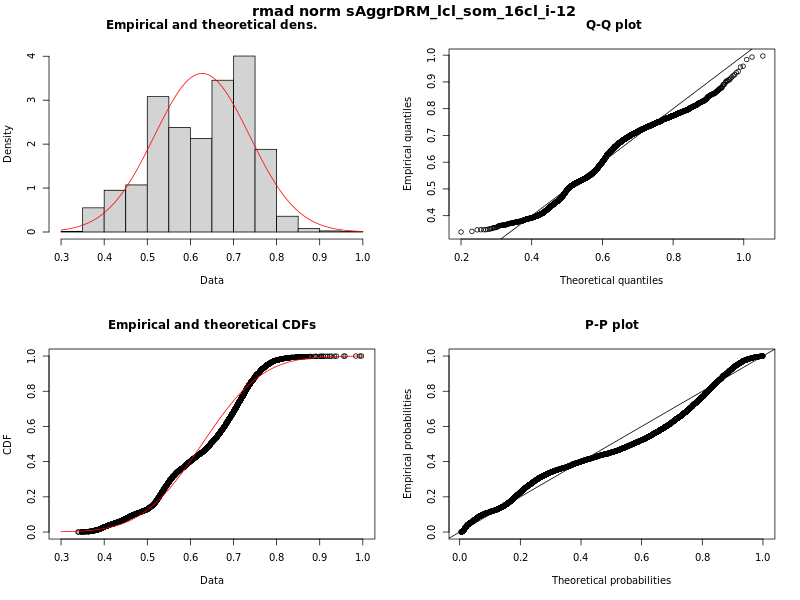 rmad norm sAggrDRM_lcl_som_16cl_i-12
Empirical and theoretical dens.
Density
0 1 2 3 4
0.3 0.4 0.5 0.6 0.7 0.8 0.9 1.0
Data
Q-Q plot
Empirical quantiles
0.4 0.5 0.6 0.7 0.8 0.9 1.0
0.2 0.4 0.6 0.8 1.0
Theoretical quantiles
Empirical and theoretical CDFs
CDF
0.0 0.2 0.4 0.6 0.8 1.0
0.3 0.4 0.5 0.6 0.7 0.8 0.9 1.0
Data
P-P plot
Empirical probabilities
0.0 0.2 0.4 0.6 0.8 1.0
0.0 0.2 0.4 0.6 0.8 1.0
Theoretical probabilities